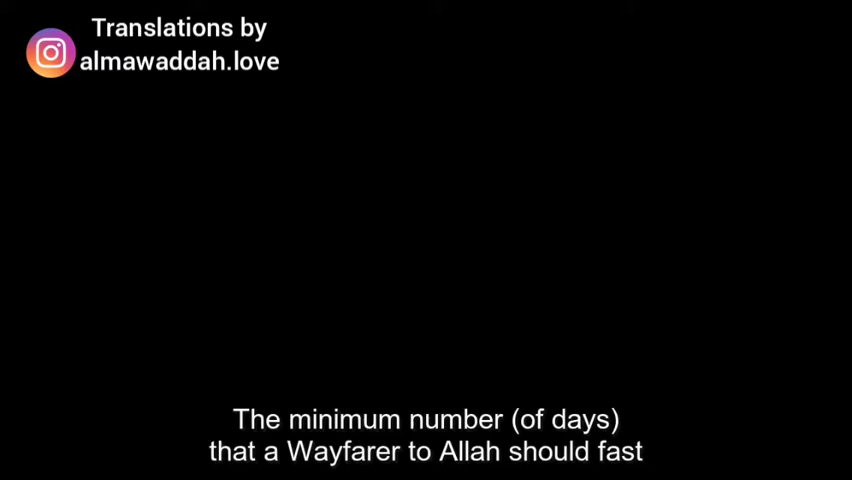 Translations by
almawaddah.love
The minimum number (of days)
that a Wayfarer to Allah should fast